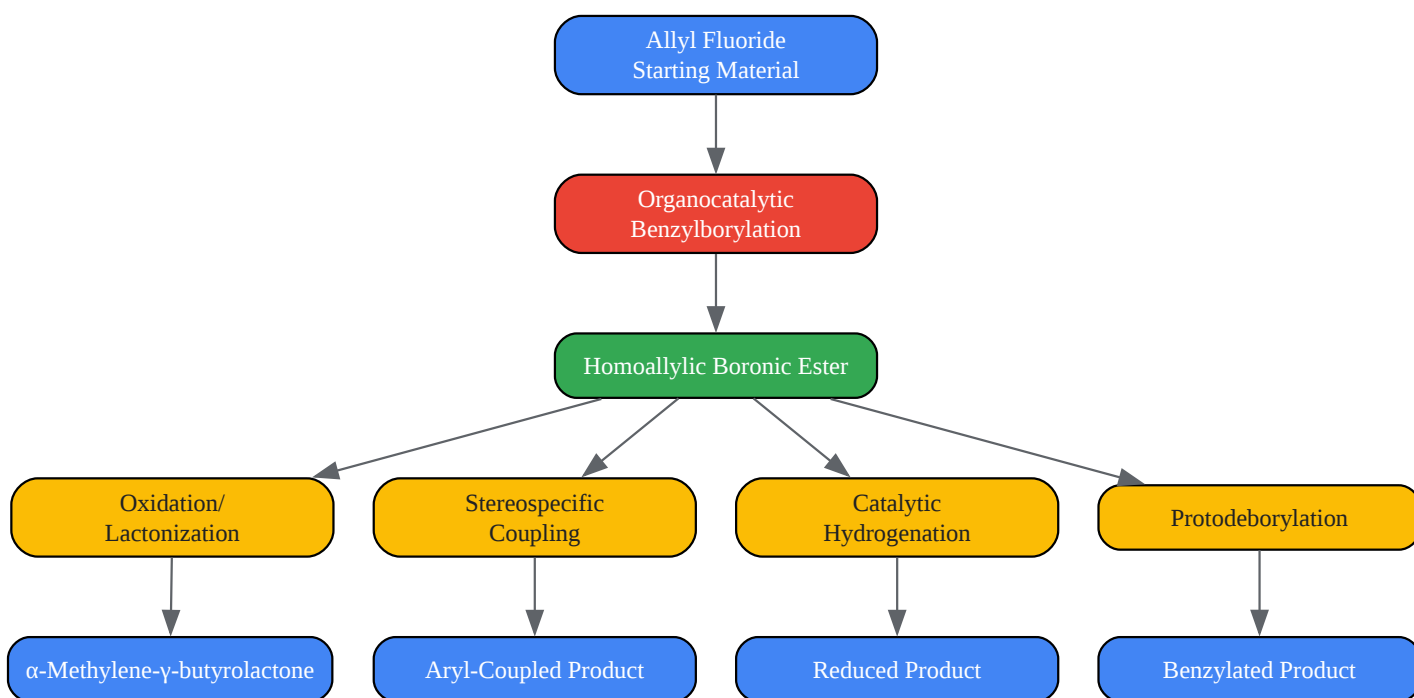 Allyl Fluoride
Starting Material
Organocatalytic
Benzylborylation
Homoallylic Boronic Ester
Oxidation/
Lactonization
Stereospecific
Coupling
Catalytic
Hydrogenation
Protodeborylation
α-Methylene-γ-butyrolactone
Aryl-Coupled Product
Reduced Product
Benzylated Product